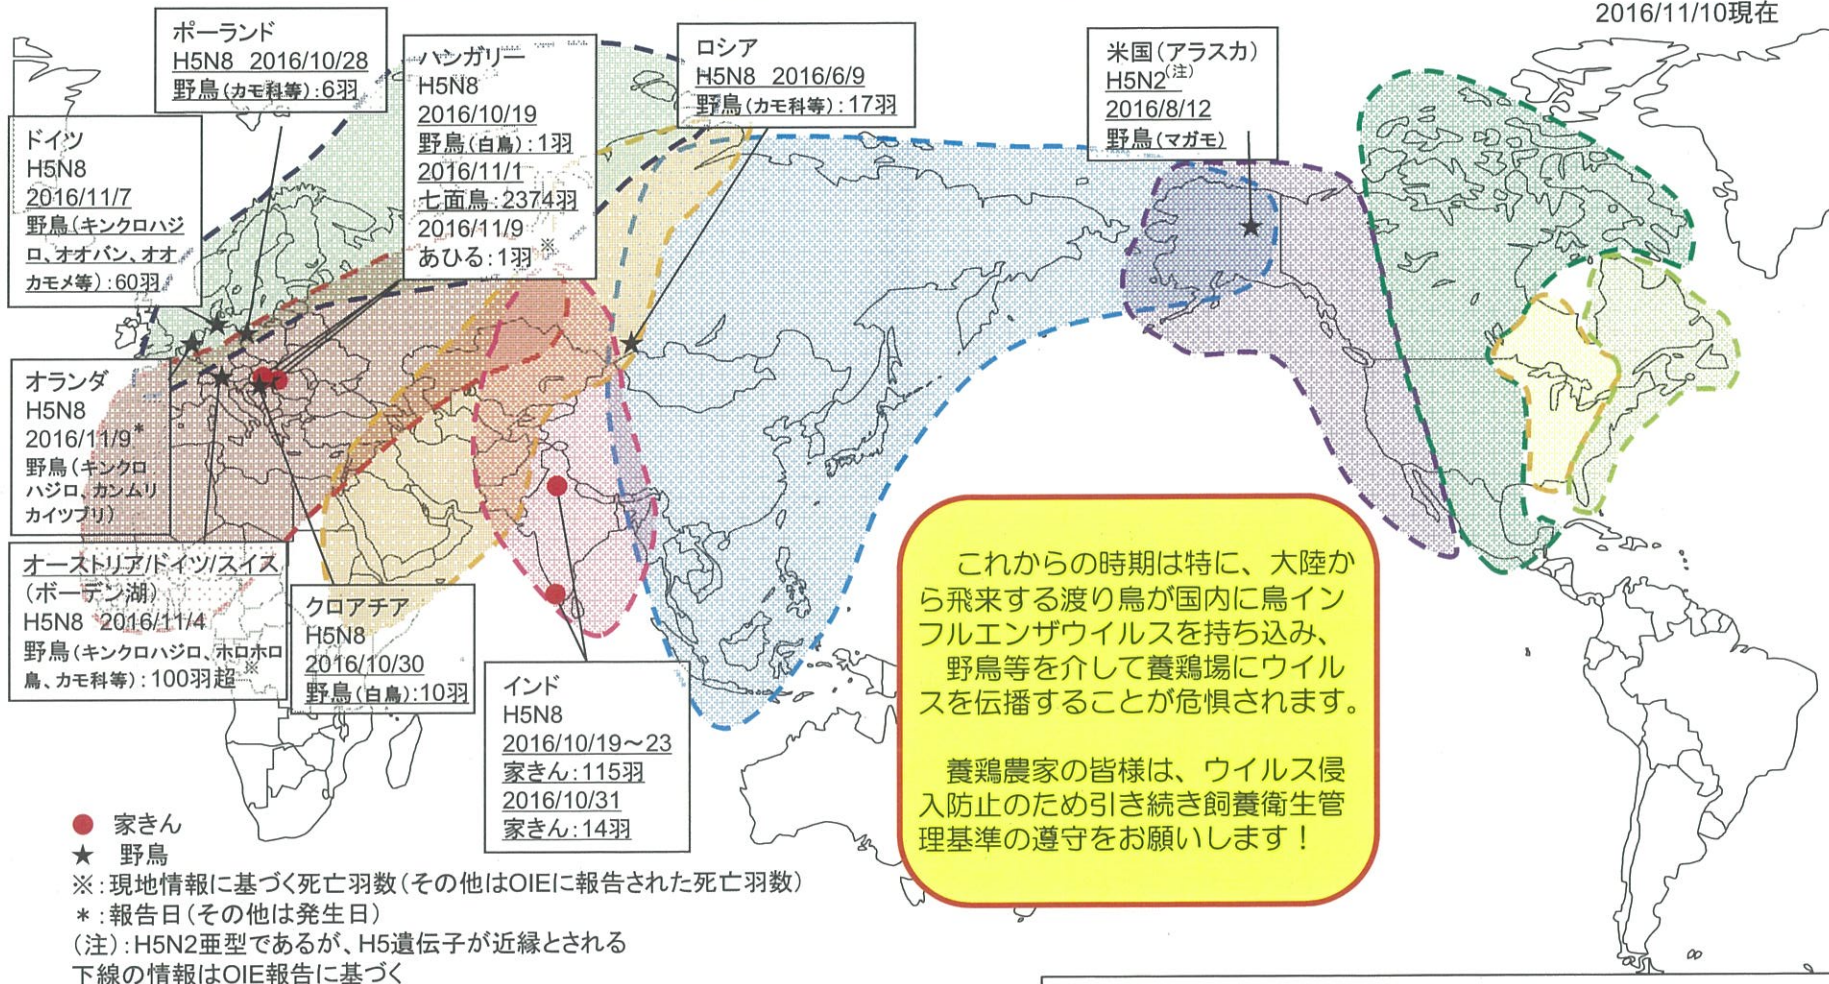 2016/11/10現在
ポーランド
H5N8 2016/10/28
野鳥(カモ科等):6羽
ハンガリー
H5N8
2016/10/19
野鳥(白鳥):1羽
2016/11/1
七面鳥:2374羽
2016/11/9
あひる:1羽※
ロシア
H5N8 2016/6/9
野鳥(カモ科等):17羽
米国(アラスカ)
H5N2(注)
2016/8/12
野鳥(マガモ)
ドイツ
H5N8
2016/11/7
野鳥(キンクロハジ
ロ、オオバン、オオ
カモメ等):60羽
オランダ
H5N8
2016/11/9*
野鳥(キンクロ
ハジロ、カンムリ
カイツブリ)
オーストリア/ドイツ/スイス
(ボーデン湖)
H5N8 2016/11/4
野鳥(キンクロハジロ、ホロホロ
鳥、カモ科等):100羽超※
クロアチア
H5N8
2016/10/30
野鳥(白鳥):10羽
インド
H5N8
2016/10/19~23
家きん:115羽
2016/10/31
家きん:14羽
これからの時期は特に、大陸か
ら飛来する渡り鳥が国内に鳥イン
フルエンザウイルスを持ち込み、
野鳥等を介して養鶏場にウイル
スを伝播することが危惧されます。
養鶏農家の皆様は、ウイルス侵
入防止のため引き続き飼養衛生管
理基準の遵守をお願いします!
● 家きん
★ 野鳥
※:現地情報に基づく死亡羽数(その他はOIEに報告された死亡羽数)
*:報告日(その他は発生日)
(注):H5N2亜型であるが、H5遺伝子が近縁とされる
下線の情報はOIE報告に基づく